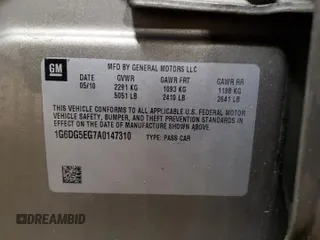 GM
MFD BY GENERAL MOTORS LLC
DATE GVWR GAWR FRT GAWR RR
05/10 2291 KG 1093 KG 1198 KG
5051 LB 2410 LB 2641 LB
THIS VEHICLE CONFORMS TO ALL APPLICABLE U.S. FEDERAL MOTOR
VEHICLE SAFETY, BUMPER, AND THEFT PREVENTION STANDARDS IN
EFFECT ON THE DATE OF MANUFACTURE SHOWN ABOVE.
1G6DG5EG7A0147310 TYPE: PASS CAR
DREAMBID